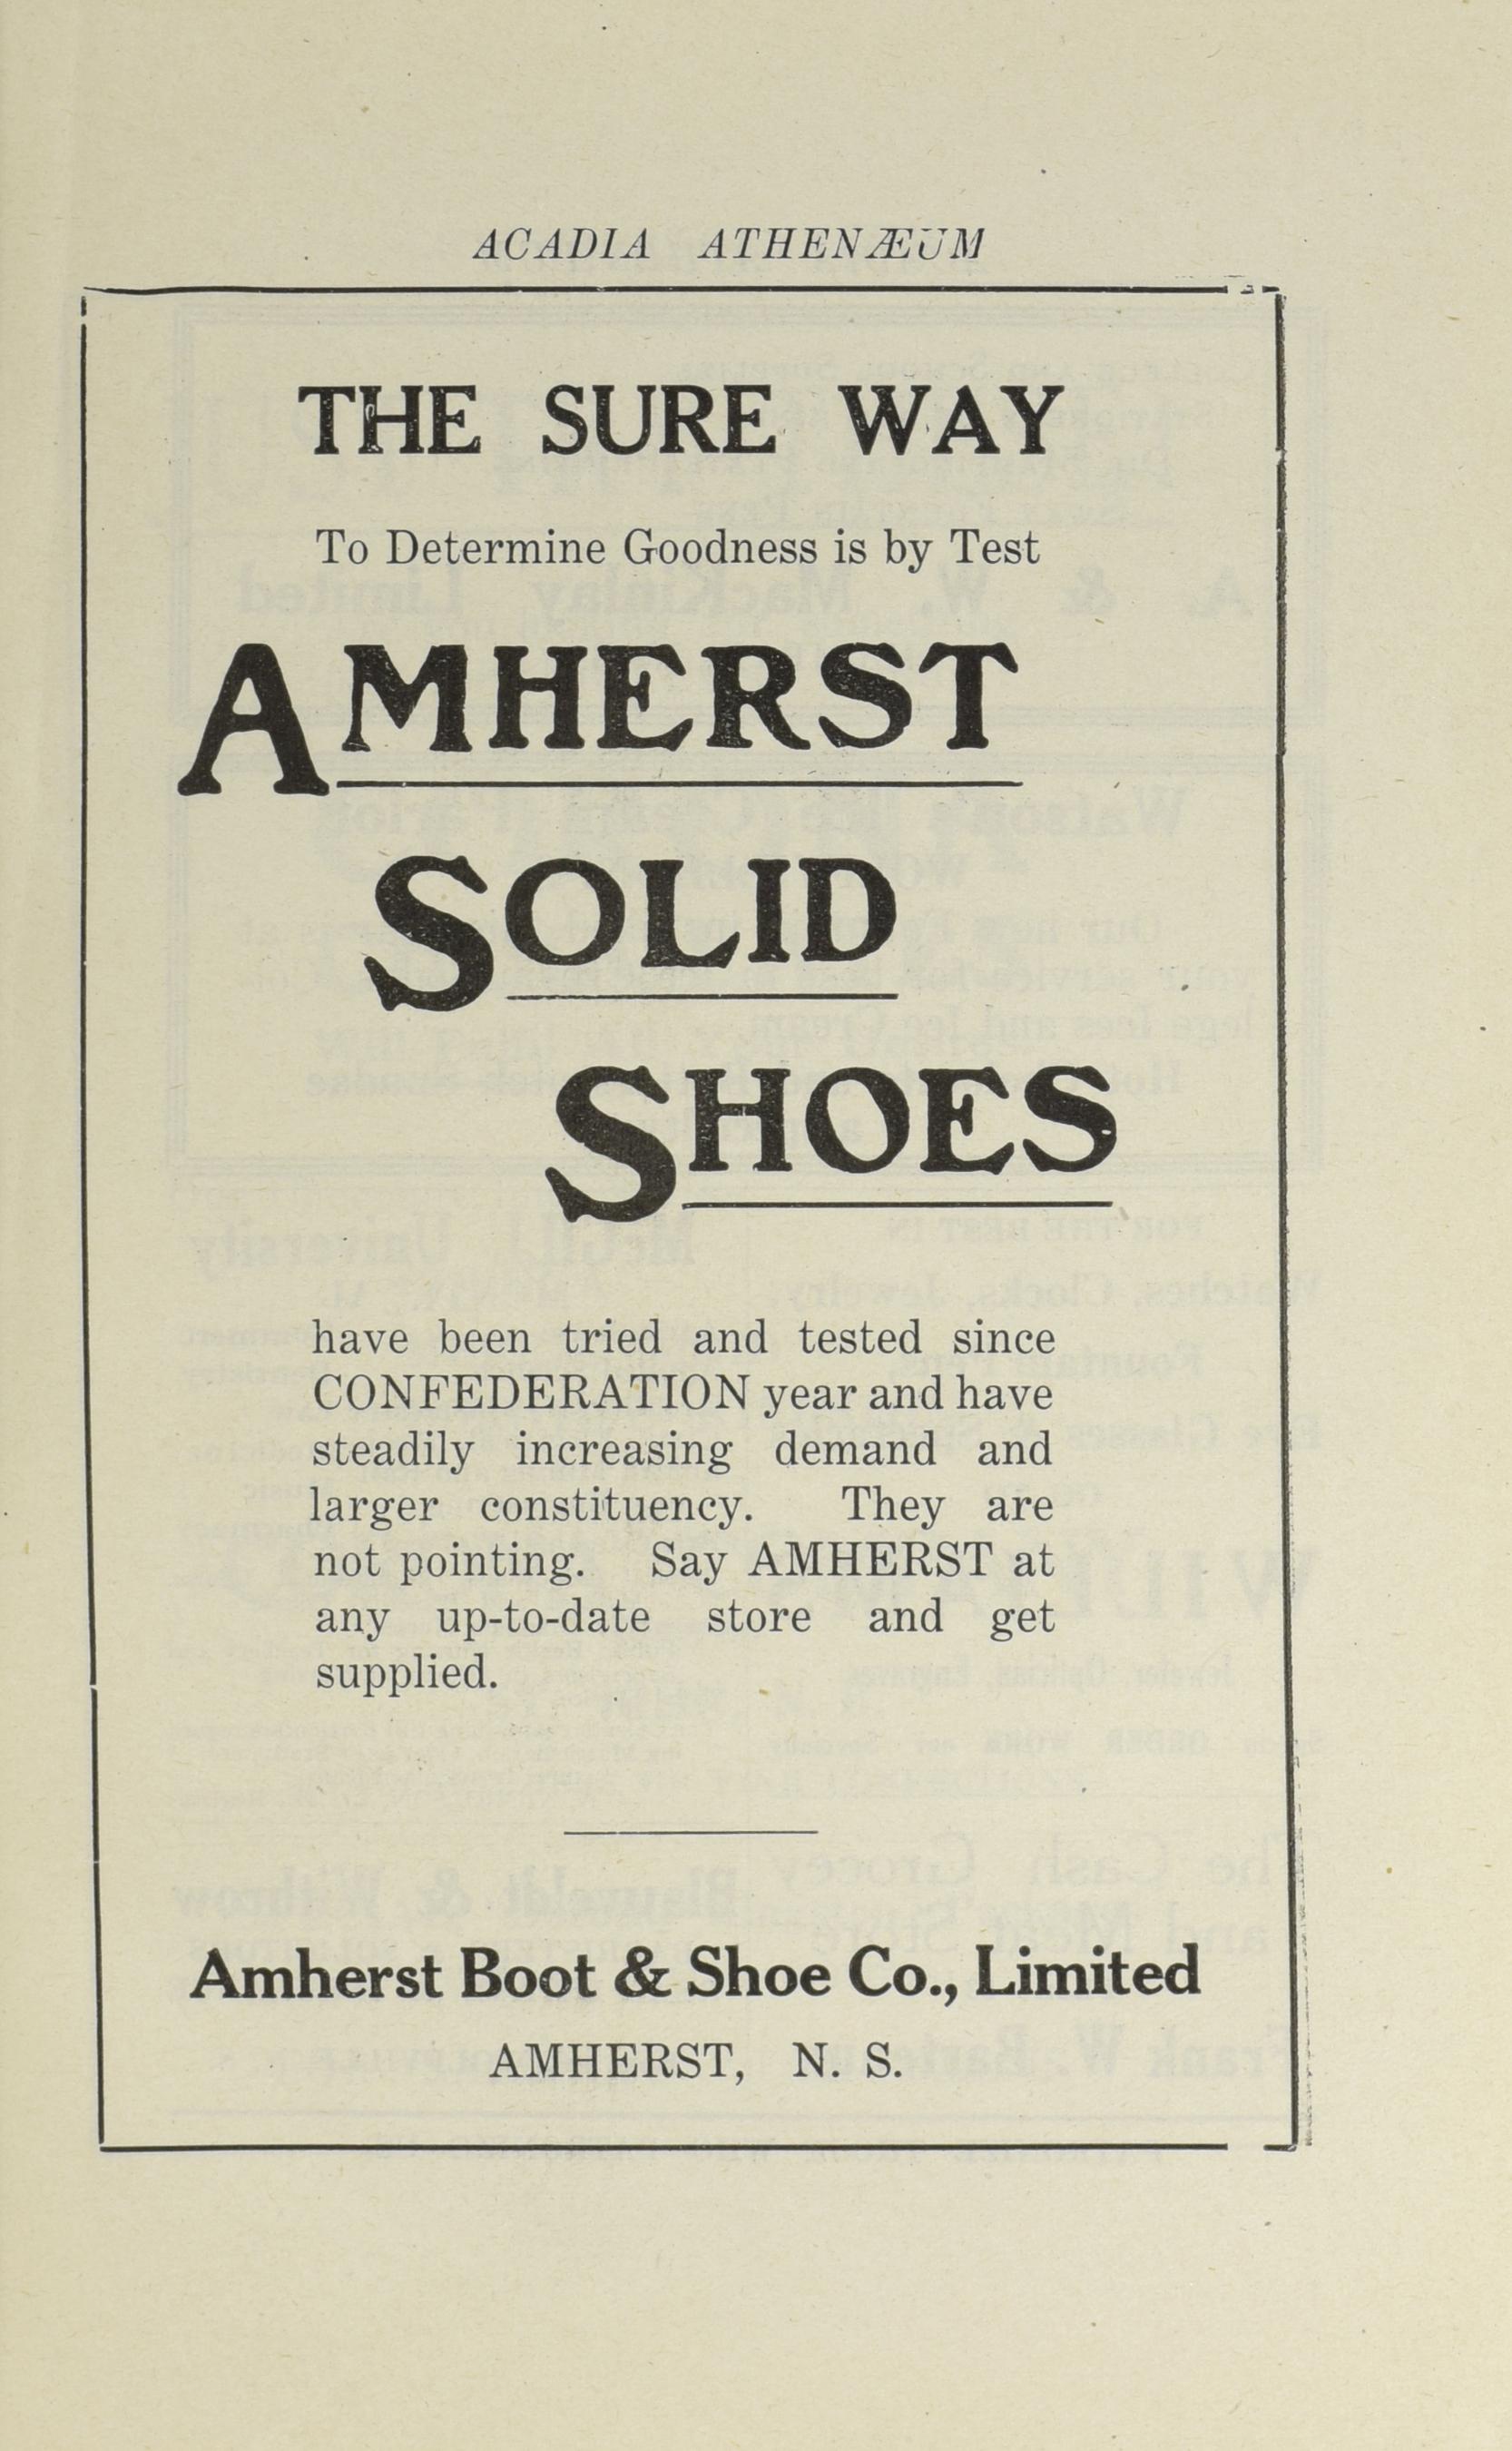 ACADIA ATHENÆUM
THE SURE WAY
To Determine Goodness is by Test
AMHERST
SOLID
SHOES
have been tried and tested since
CONFEDERATION year and have
steadily increasing demand and
larger constituency. They are
not pointing. Say AMHERST at
any up-to-date store and get
supplied.
Amherst Boot & Shoe Co., Limited
AMHERST, N. S.